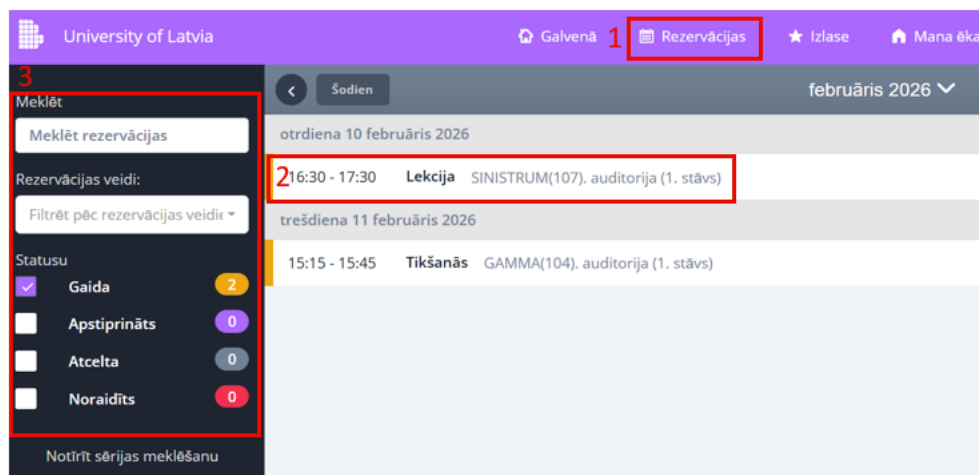 University of Latvia
Galvenā
1
Rezervācijas
Izlase
Mana ēka
3
Meklēt
Meklēt rezervācijas
Rezervācijas veidi:
Filtrēt pēc rezervācijas veidie
Statusu
Gaida 2
Apstiprināts 0
Atcelta 0
Noraidīts 0
Notīrīt sērijas meklēšanu
Šodien
februāris 2026
otrdiena 10 februāris 2026
2
16:30 - 17:30 Lekcija SINISTRUM(107). auditorija (1. stāvs)
trešdiena 11 februāris 2026
15:15 - 15:45 Tikšanās GAMMA(104). auditorija (1. stāvs)